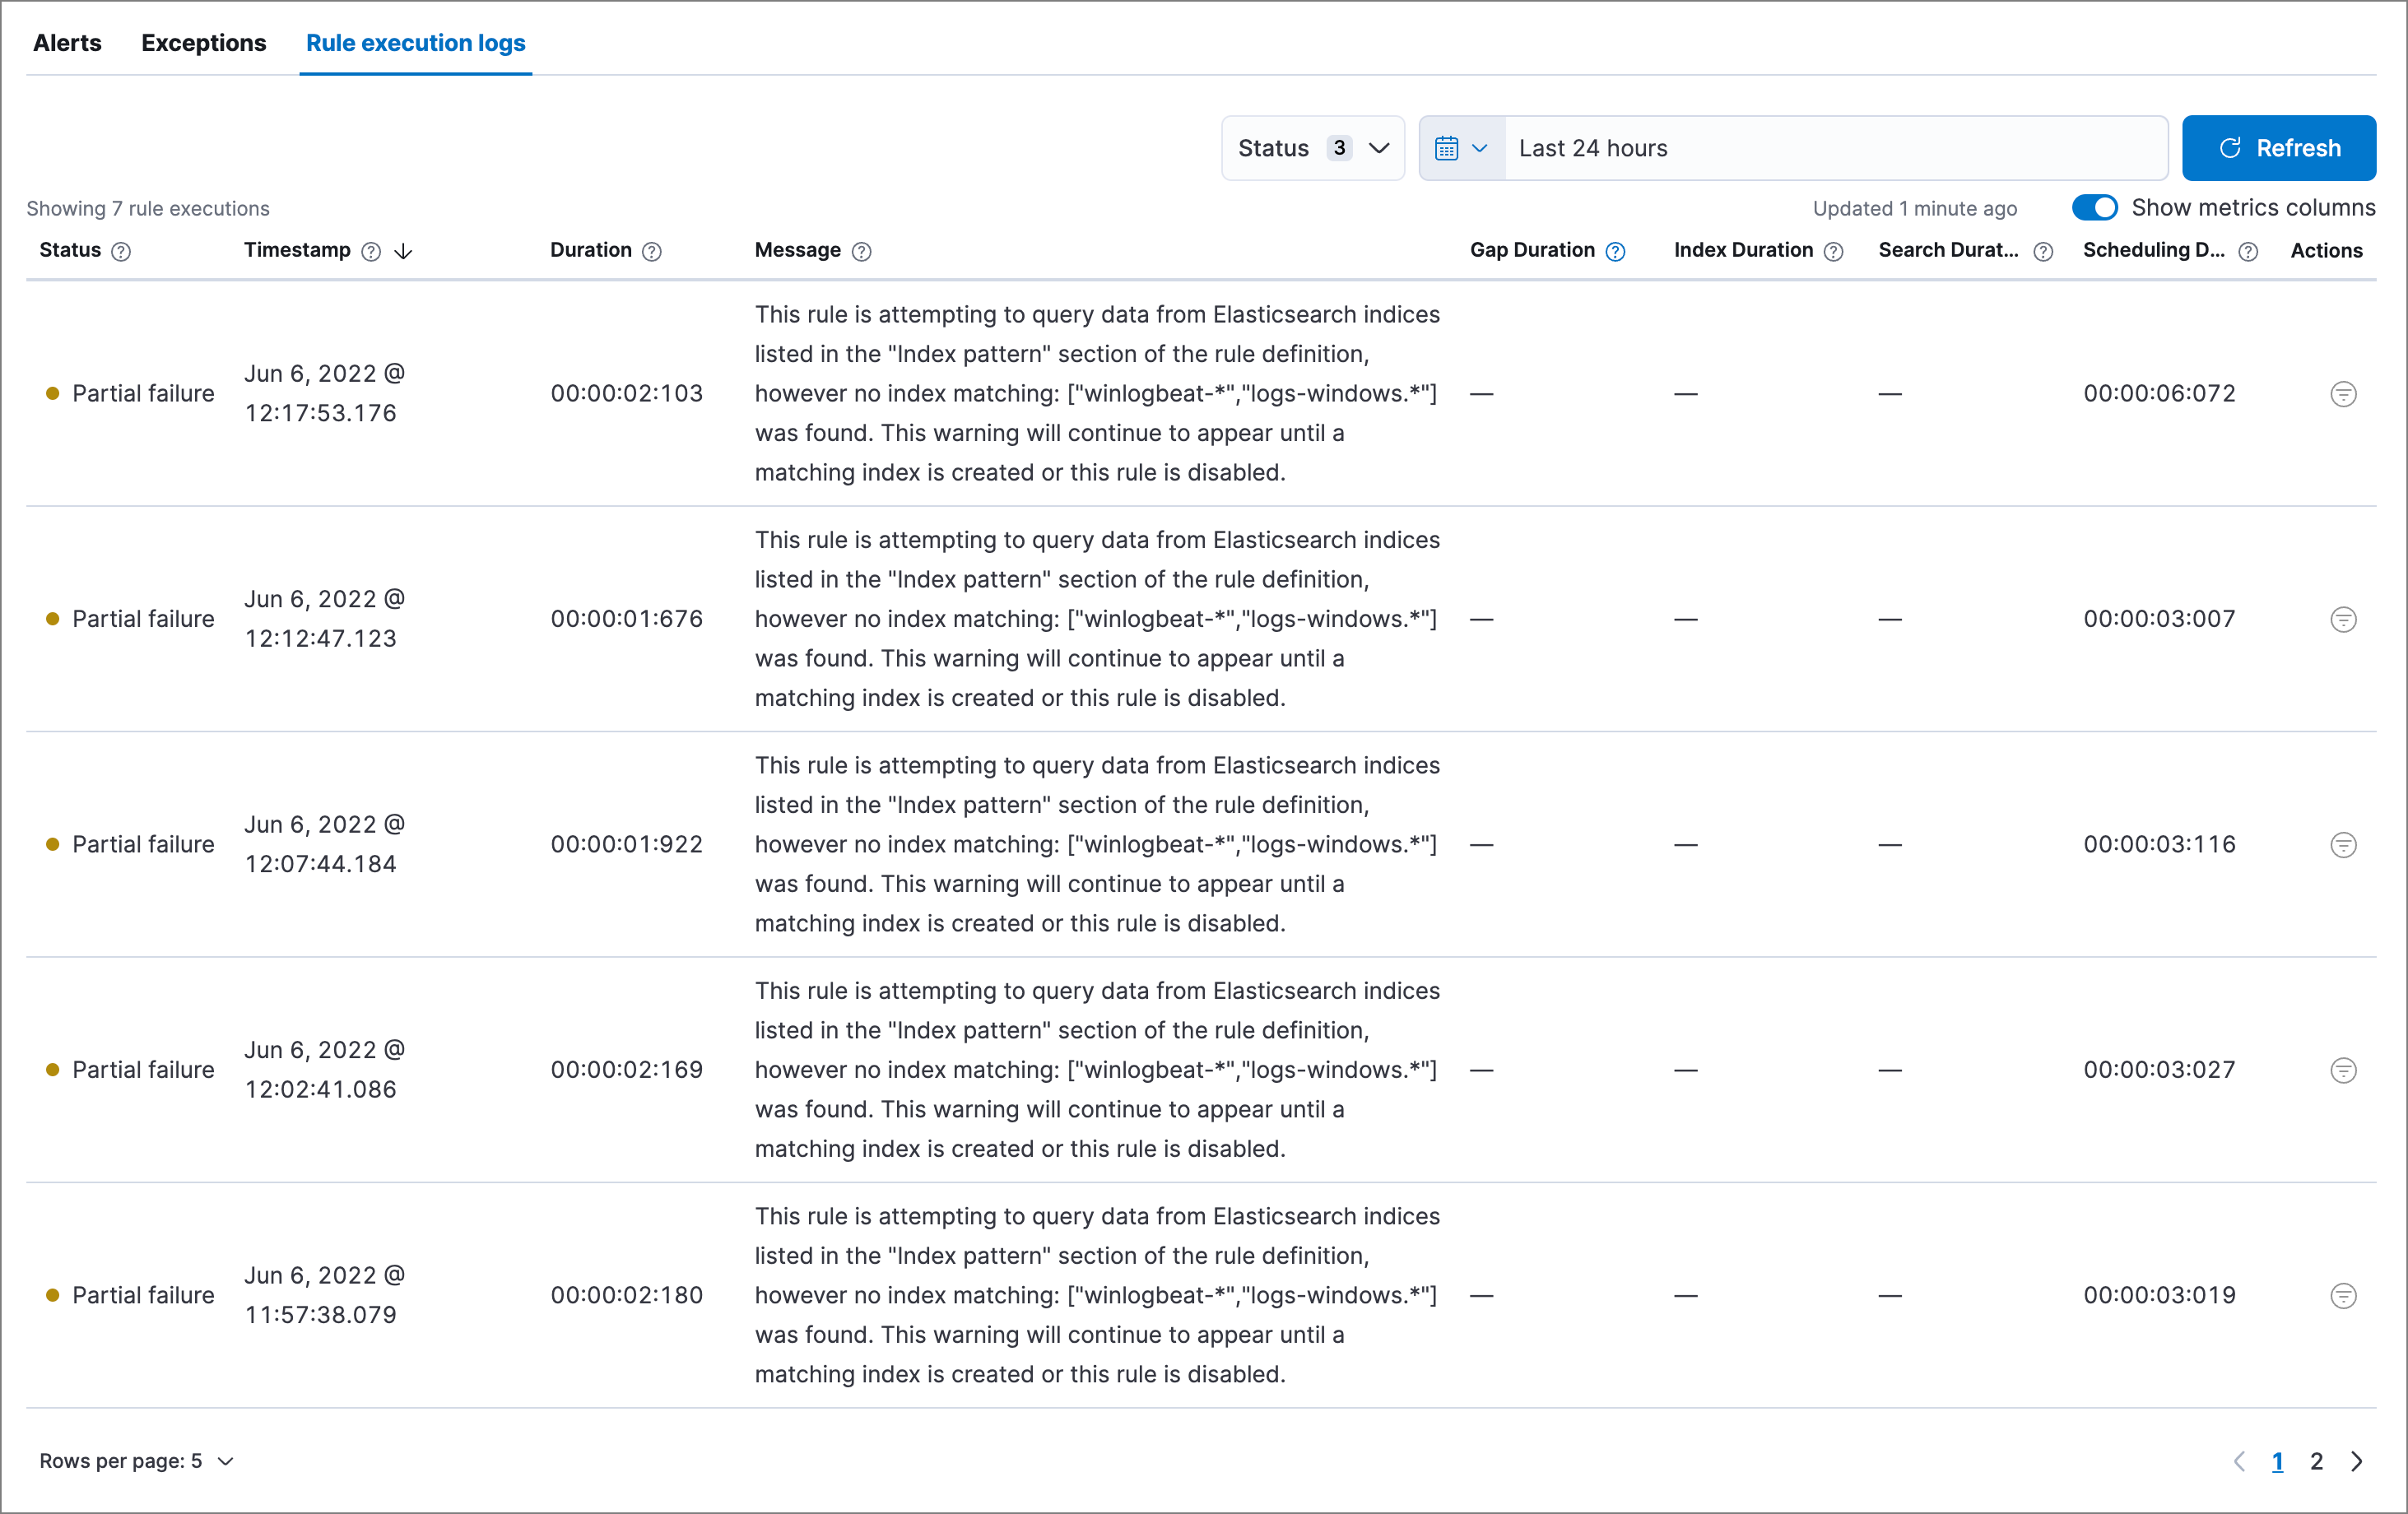 Alerts Exceptions Rule execution logs
Status 3 Last 24 hours Refresh
Showing 7 rule executions Updated 1 minute ago Show metrics columns
Status Timestamp Duration Message Gap Duration Index Duration Search Durat... Scheduling D... Actions
This rule is attempting to query data from Elasticsearch indices
listed in the "Index pattern" section of the rule definition,
Jun 6, 2022 @
Partial failure 00:00:02:103 however no index matching: ["winlogbeat-*","logs-windows.*"] — — — 00:00:06:072
12:17:53.176
was found. This warning will continue to appear until a
matching index is created or this rule is disabled.
This rule is attempting to query data from Elasticsearch indices
listed in the "Index pattern" section of the rule definition,
Jun 6, 2022 @
Partial failure 00:00:01:676 however no index matching: ["winlogbeat-*","logs-windows.*"] — — — 00:00:03:007
12:12:47.123
was found. This warning will continue to appear until a
matching index is created or this rule is disabled.
This rule is attempting to query data from Elasticsearch indices
listed in the "Index pattern" section of the rule definition,
Jun 6, 2022 @
Partial failure 00:00:01:922 however no index matching: ["winlogbeat-*","logs-windows.*"] — — — 00:00:03:116
12:07:44.184
was found. This warning will continue to appear until a
matching index is created or this rule is disabled.
This rule is attempting to query data from Elasticsearch indices
listed in the "Index pattern" section of the rule definition,
Jun 6, 2022 @
Partial failure 00:00:02:169 however no index matching: ["winlogbeat-*","logs-windows.*"] — — — 00:00:03:027
12:02:41.086
was found. This warning will continue to appear until a
matching index is created or this rule is disabled.
This rule is attempting to query data from Elasticsearch indices
listed in the "Index pattern" section of the rule definition,
Jun 6, 2022 @
Partial failure 00:00:02:180 however no index matching: ["winlogbeat-*","logs-windows.*"] — — — 00:00:03:019
11:57:38.079
was found. This warning will continue to appear until a
matching index is created or this rule is disabled.
Rows per page: 5 1 2